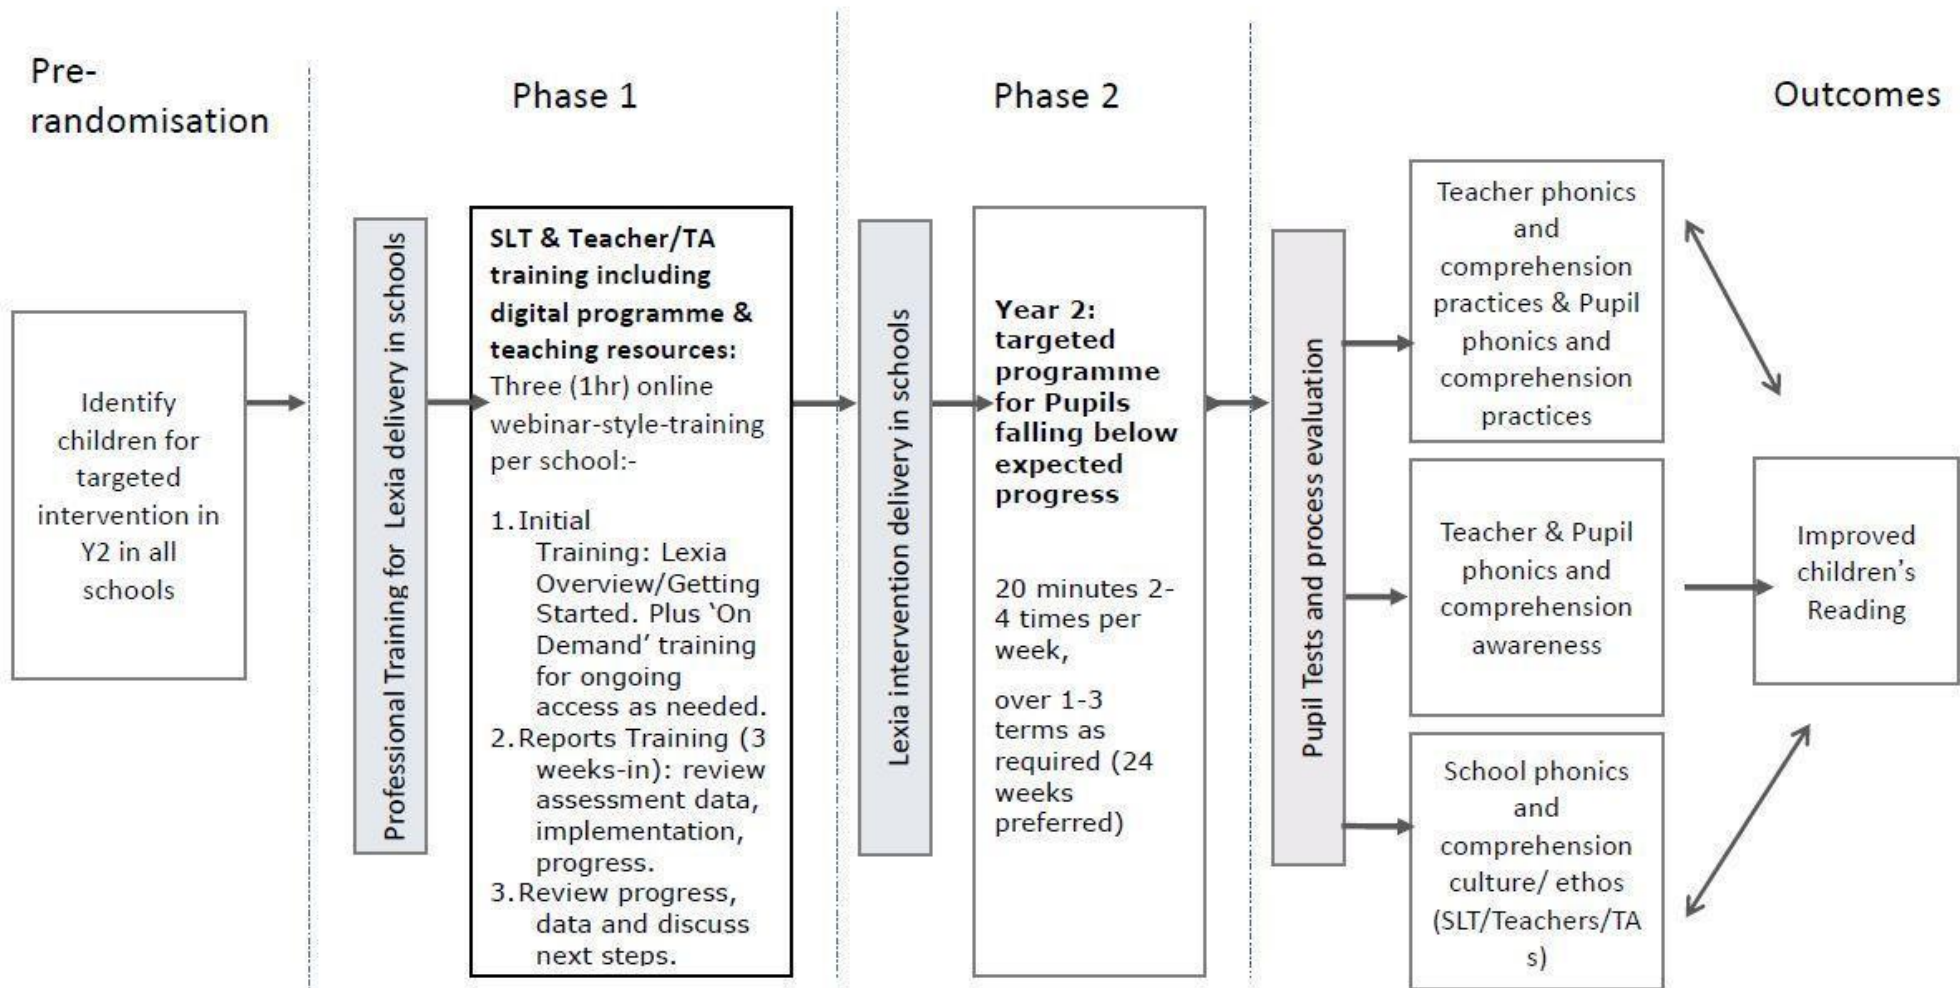 Pre-
randomisation
Phase 1
Phase 2
Outcomes
Identify
children for
targeted
intervention in
Y2 in all
schools
Professional Training for Lexia delivery in schools
SLT & Teacher/TA
training including
digital programme &
teaching resources:
Three (1hr) online
webinar-style-training
per school:-
1. Initial
Training: Lexia
Overview/Getting
Started. Plus ‘On
Demand’ training
for ongoing
access as needed.
2. Reports Training (3
weeks-in): review
assessment data,
implementation,
progress.
3. Review progress,
data and discuss
next steps.
Lexia intervention delivery in schools
Year 2:
targeted
programme
for Pupils
falling below
expected
progress
20 minutes 2-
4 times per
week,
over 1-3
terms as
required (24
weeks
preferred)
Pupil Tests and process evaluation
Teacher phonics
and
comprehension
practices & Pupil
phonics and
comprehension
practices
Teacher & Pupil
phonics and
comprehension
awareness
School phonics
and
comprehension
culture/ ethos
(SLT/Teachers/TA
s)
Improved
children’s
Reading